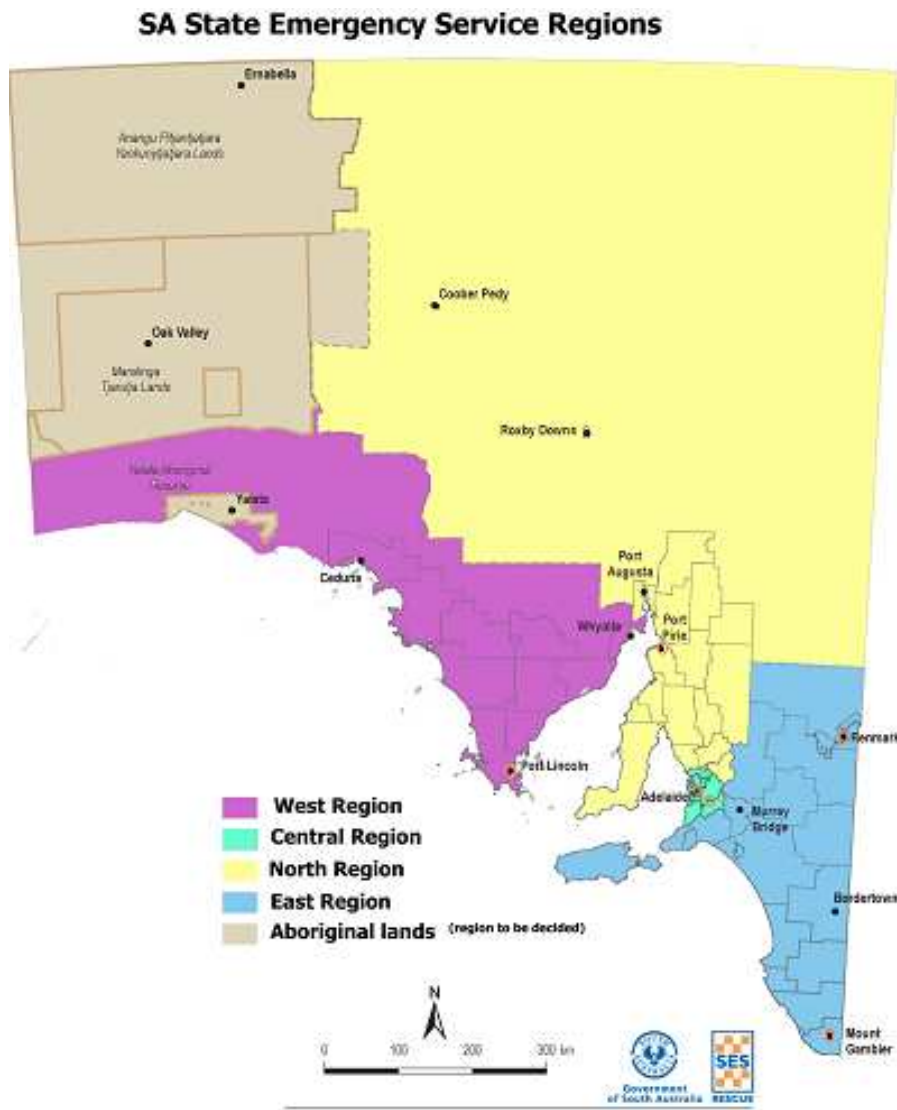 SA State Emergency Service Regions
Ernabella
Anangu Pitjantjatjara
Yankunytjatjara Lands
Coober Pedy
Oak Valley
Maralinga
Tjarutja Lands
Roxby Downs
Yalata
Port
Augusta
Ceduna
Port
Pirie
Whyalla
Renmark
Port Lincoln
Adelaide
Murray
Bridge
West Region
Central Region
North Region
East Region
Aboriginal lands (region to be decided)
Bordertown
N
0 100 200 300 km
Mount
Gambier
SES
RESCUE
Government
of South Australia